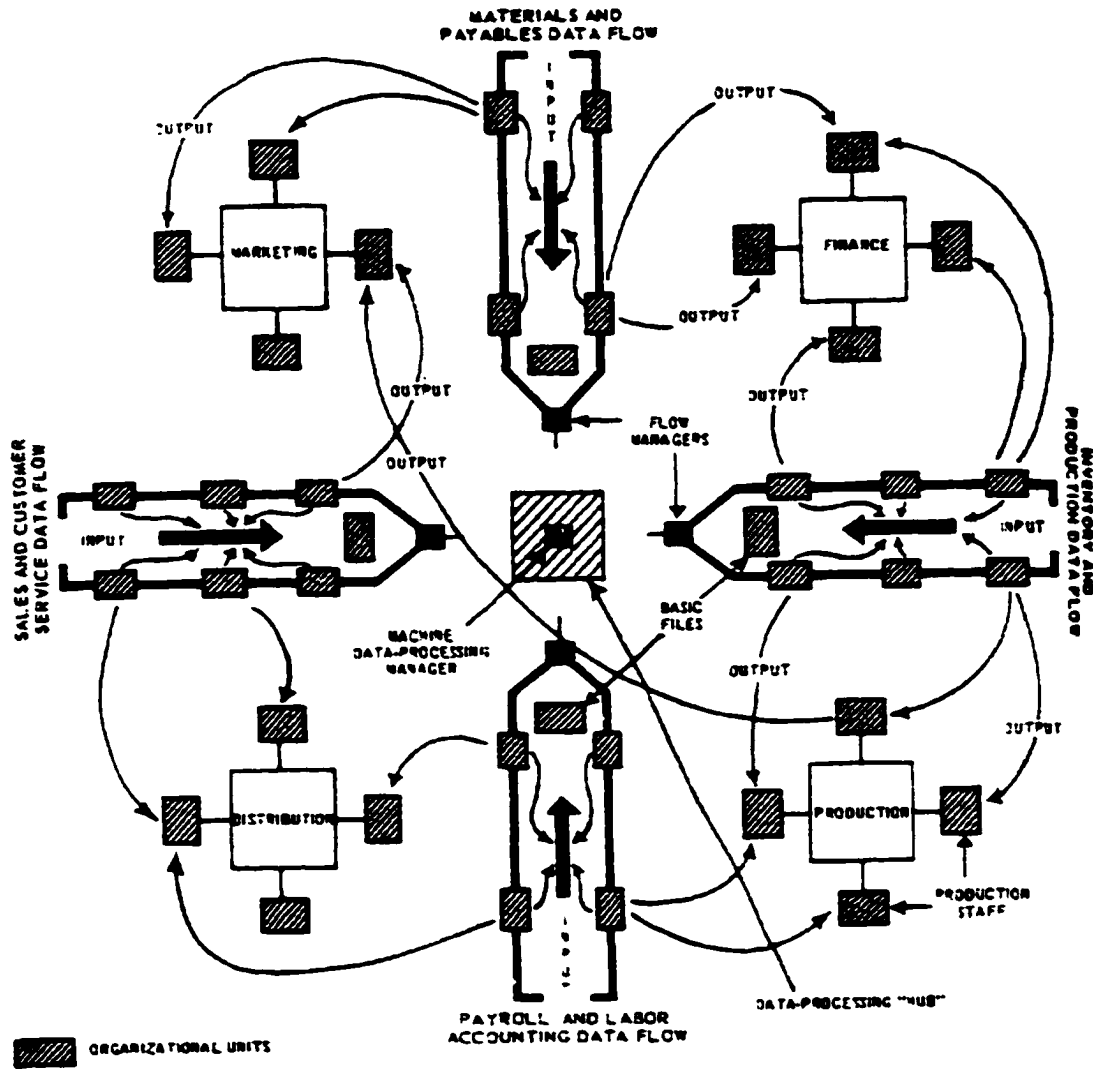 MATERIALS AND
PAYABLES DATA FLOW
INPUT
OUTPUT
OUTPUT
MARKETING
FINANCE
OUTPUT
OUTPUT
OUTPUT
OUTPUT
FLOW
MANAGERS
SALES AND CUSTOMER
SERVICE DATA FLOW
INPUT
INPUT
INVENTORY AND
PRODUCTION DATA FLOW
MACHINE
DATA-PROCESSING
MANAGER
BASIC
FILES
OUTPUT
OUTPUT
DISTRIBUTION
PRODUCTION
PRODUCTION
STAFF
INPUT
DATA-PROCESSING "HUB"
PAYROLL AND LABOR
ACCOUNTING DATA FLOW
ORGANIZATIONAL UNITS